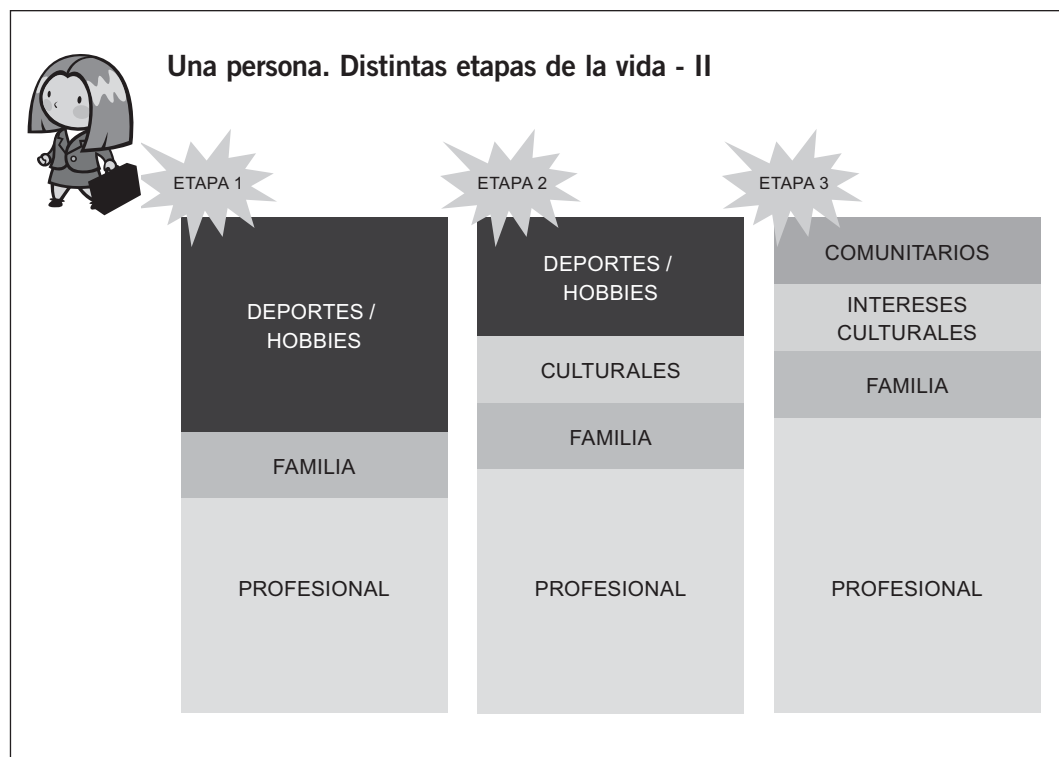 Una persona. Distintas etapas de la vida - II
ETAPA 1
DEPORTES /
HOBBIES
FAMILIA
PROFESIONAL
ETAPA 2
DEPORTES /
HOBBIES
CULTURALES
FAMILIA
PROFESIONAL
ETAPA 3
COMUNITARIOS
INTERESES
CULTURALES
FAMILIA
PROFESIONAL